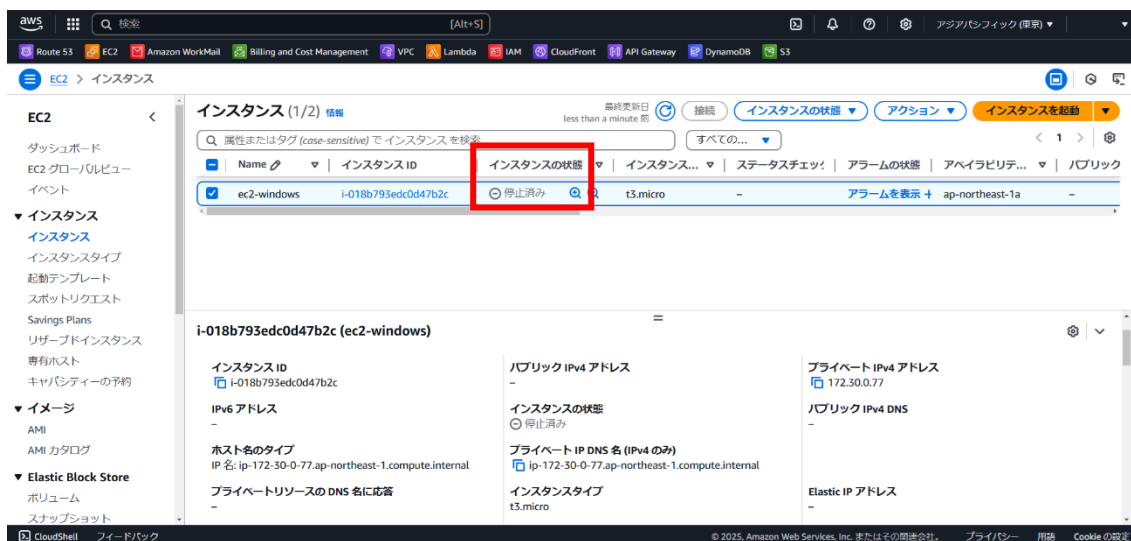 aws
検索 [Alt+S] アジアパシフィック (東京)
Route 53 EC2 Amazon WorkMail Billing and Cost Management VPC Lambda IAM CloudFront API Gateway DynamoDB S3
EC2 > インスタンス
EC2
ダッシュボード
EC2 グローバルビュー
イベント
インスタンス
インスタンス
インスタンスタイプ
起動テンプレート
スポットリクエスト
Savings Plans
リザーブドインスタンス
専有ホスト
キャパシティーの予約
イメージ
AMI
AMI カタログ
Elastic Block Store
ボリューム
スナップショット
インスタンス (1/2) 情報
最終更新日
less than a minute 前
接続 インスタンスの状態 アクション インスタンスを起動
属性またはタグ (case-sensitive) で インスタンス を検索 すべての... 1
Name インスタンス ID インスタンスの状態 インスタンス... ステータスチェック アラームの状態 アベイラビリテ... パブリック
ec2-windows i-018b793edc0d47b2c 停止済み t3.micro – アラームを表示 + ap-northeast-1a –
i-018b793edc0d47b2c (ec2-windows)
インスタンス ID パブリック IPv4 アドレス プライベート IPv4 アドレス
i-018b793edc0d47b2c – 172.30.0.77
IPv6 アドレス インスタンスの状態 パブリック IPv4 DNS
– 停止済み –
ホスト名のタイプ プライベート IP DNS 名 (IPv4 のみ)
IP 名: ip-172-30-0-77.ap-northeast-1.compute.internal ip-172-30-0-77.ap-northeast-1.compute.internal
プライベートリソースの DNS 名に応答 インスタンスタイプ Elastic IP アドレス
– t3.micro –
CloudShell フィードバック © 2025, Amazon Web Services, Inc. またはその関連会社。 プライバシー 用語 Cookie の設定